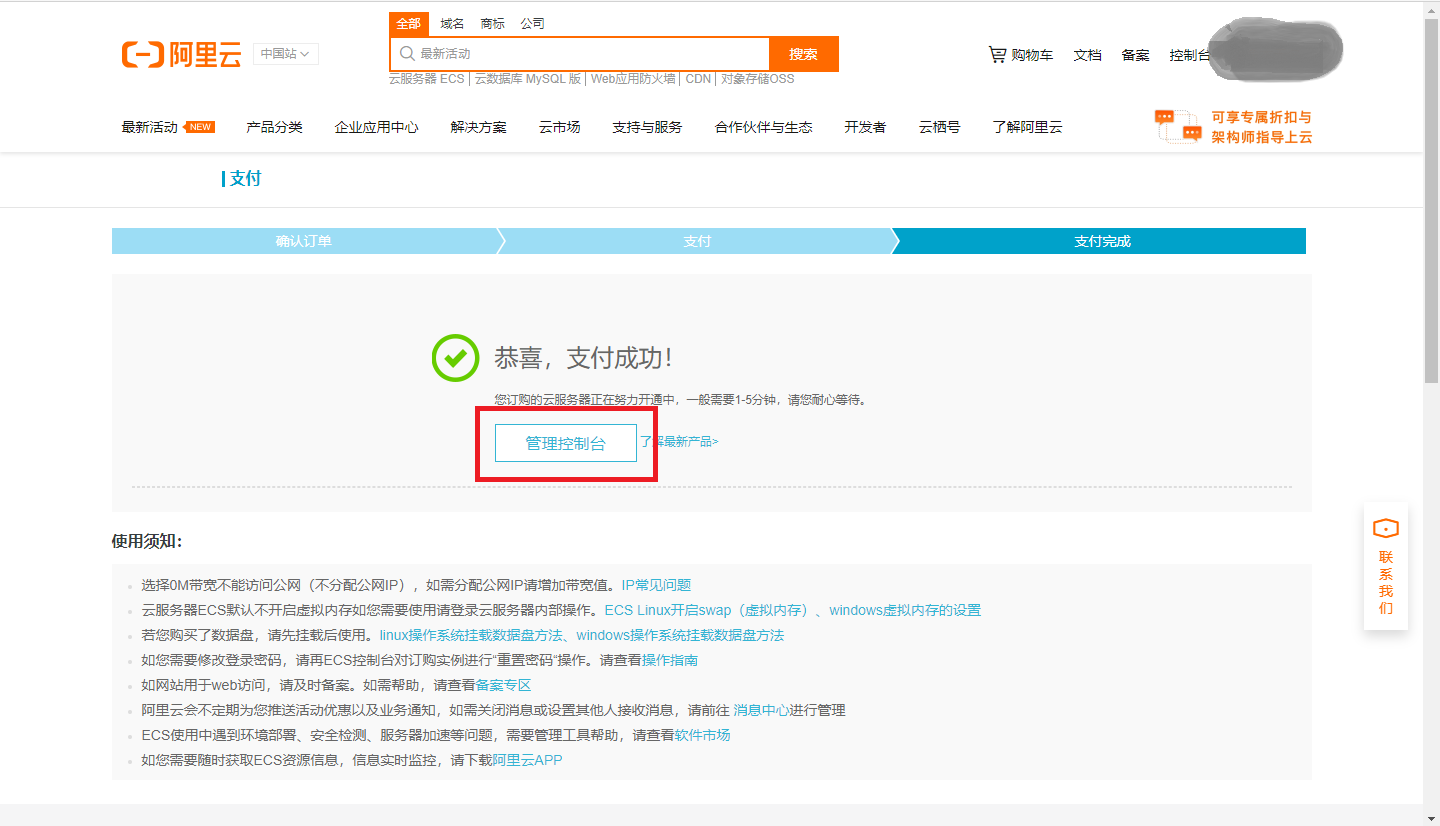 全部 域名 商标 公司
阿里云 中国站 最新活动 搜索 购物车 文档 备案 控制台
云服务器 ECS | 云数据库 MySQL 版 | Web应用防火墙 | CDN | 对象存储OSS
最新活动 NEW 产品分类 企业应用中心 解决方案 云市场 支持与服务 合作伙伴与生态 开发者 云栖号 了解阿里云
可享专属折扣与
架构师指导上云
支付
确认订单 支付 支付完成
恭喜，支付成功！
您订购的云服务器正在努力开通中，一般需要1-5分钟，请您耐心等待。
管理控制台 了解最新产品>
使用须知：
选择0M带宽不能访问公网（不分配公网IP），如需分配公网IP请增加带宽值。IP常见问题
云服务器ECS默认不开启虚拟内存如您需要使用请登录云服务器内部操作。ECS Linux开启swap（虚拟内存）、windows虚拟内存的设置
若您购买了数据盘，请先挂载后使用。linux操作系统挂载数据盘方法、windows操作系统挂载数据盘方法
如您需要修改登录密码，请再ECS控制台对订购实例进行“重置密码“操作。请查看操作指南
如网站用于web访问，请及时备案。如需帮助，请查看备案专区
阿里云会不定期为您推送活动优惠以及业务通知，如需关闭消息或设置其他人接收消息，请前往 消息中心进行管理
ECS使用中遇到环境部署、安全检测、服务器加速等问题，需要管理工具帮助，请查看软件市场
如您需要随时获取ECS资源信息，信息实时监控，请下载阿里云APP
联系我们